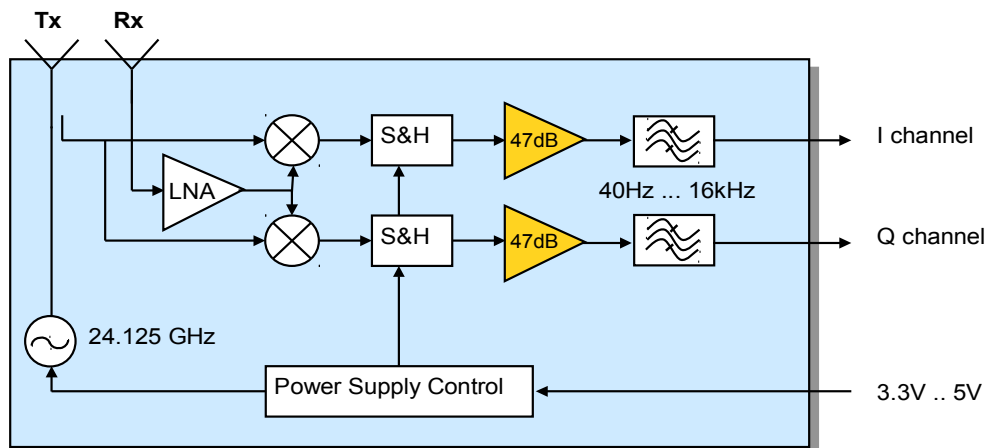 Tx Rx
S&H 47dB I channel
LNA 40Hz ... 16kHz
S&H 47dB Q channel
24.125 GHz
Power Supply Control 3.3V .. 5V